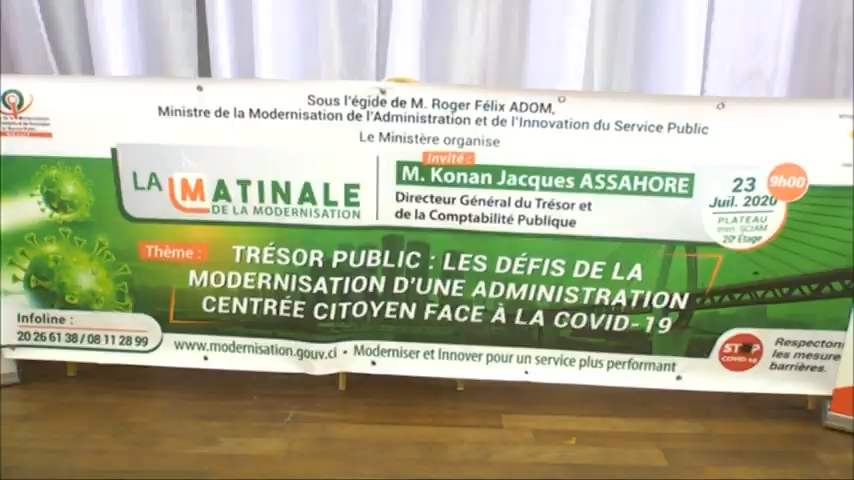 Sous l'égide de M. Roger Félix ADOM,
Ministre de la Modernisation de l'Administration et de l'Innovation du Service Public
Le Ministère organise
LA MATINALE
DE LA MODERNISATION
Invité :
M. Konan Jacques ASSAHORE
Directeur Général du Trésor et
de la Comptabilité Publique
23
Juil. 2020
9h00
PLATEAU
imm. SCIAM
20e Étage
Thème :
TRÉSOR PUBLIC : LES DÉFIS DE LA
MODERNISATION D'UNE ADMINISTRATION
CENTRÉE CITOYEN FACE À LA COVID-19
Infoline :
20 26 61 38 / 08 11 28 99
www.modernisation.gouv.ci • Moderniser et Innover pour un service plus performant
STOP
COVID-19
Respectons
les mesures
barrières.